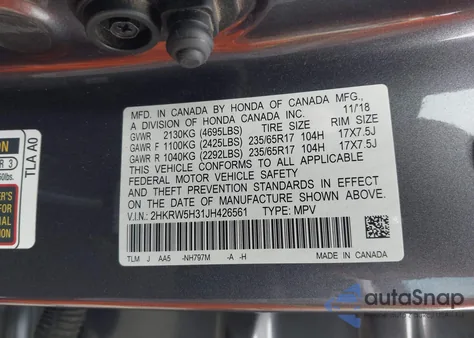 MFD. IN CANADA BY HONDA OF CANADA MFG.,
A DIVISION OF HONDA CANADA INC. 11/18
GVWR 2130KG (4695LBS) TIRE SIZE RIM SIZE
GAWR F 1100KG (2425LBS) 235/65R17 104H 17X7.5J
GAWR R 1040KG (2292LBS) 235/65R17 104H 17X7.5J
THIS VEHICLE CONFORMS TO ALL APPLICABLE
FEDERAL MOTOR VEHICLE SAFETY
AND THEFT PREVENTION STANDARDS IN EFFECT
ON THE DATE OF MANUFACTURE SHOWN ABOVE.
V.I.N.: 2HKRW5H31JH426561 TYPE: MPV
TLM J AA5 -NH797M -A -H
MADE IN CANADA
TLA A0
ON
R 3
autoSnap